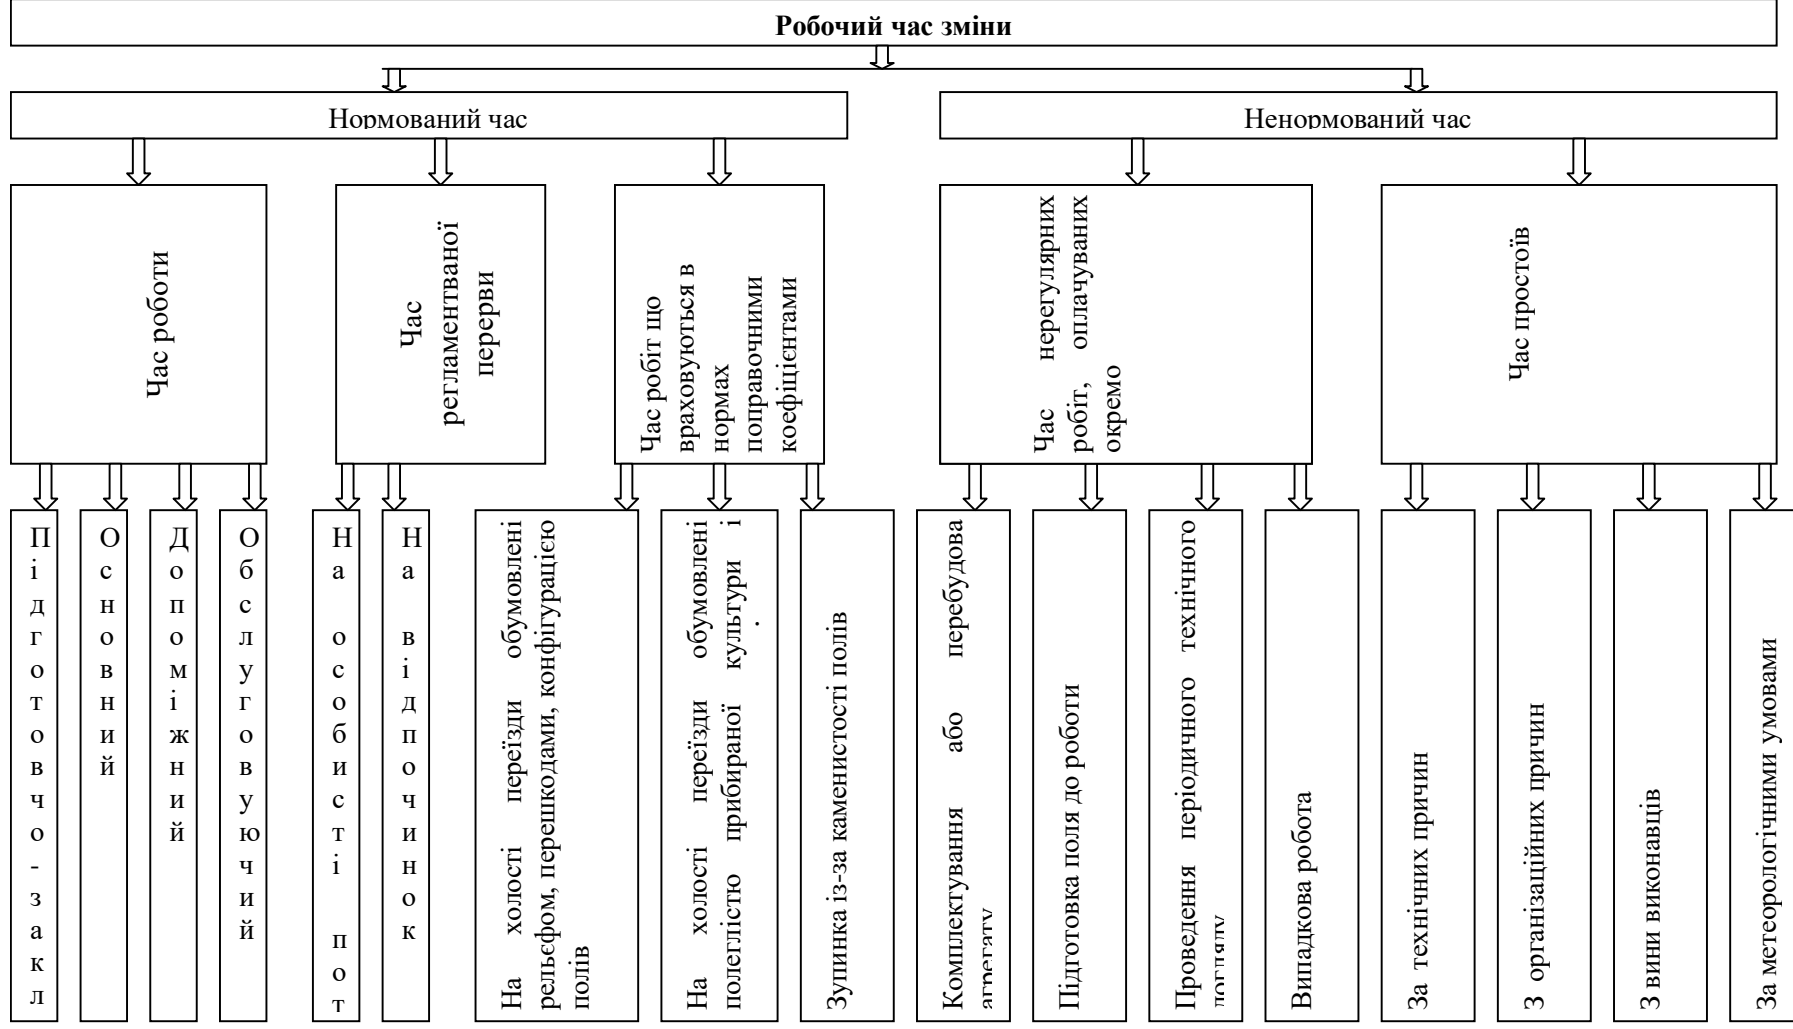 Робочий час зміни
Нормований час
Ненормований час
Час роботи
Час
регламентваної
перерви
Час робіт що
враховуються в
нормах
поправочними
коефіцієнтами
Час нерегулярних
робіт, оплачуваних
окремо
Час простоїв
Підготовчо-закл
Основний
Допоміжний
Обслуговуючий
На особисті пот
На відпочинок
На холості переїзди обумовлені
рельєфом, перешкодами, конфігурацією
полів
На холості переїзди обумовлені
полеглістю прибираної культури і
Зупинка із-за каменистості полів
Комплектування або перебудова
агрегату
Підготовка поля до роботи
Проведення періодичного технічного
догляду
Випадкова робота
За технічних причин
З організаційних причин
З вини виконавців
За метеорологічними умовами